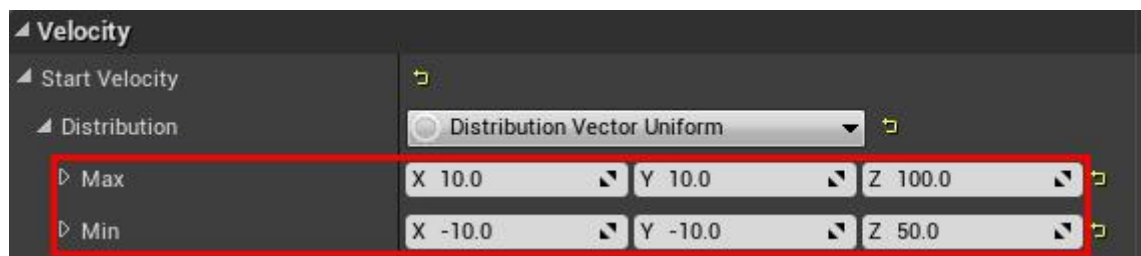 Velocity
Start Velocity
Distribution Distribution Vector Uniform
Max X 10.0 Y 10.0 Z 100.0
Min X -10.0 Y -10.0 Z 50.0